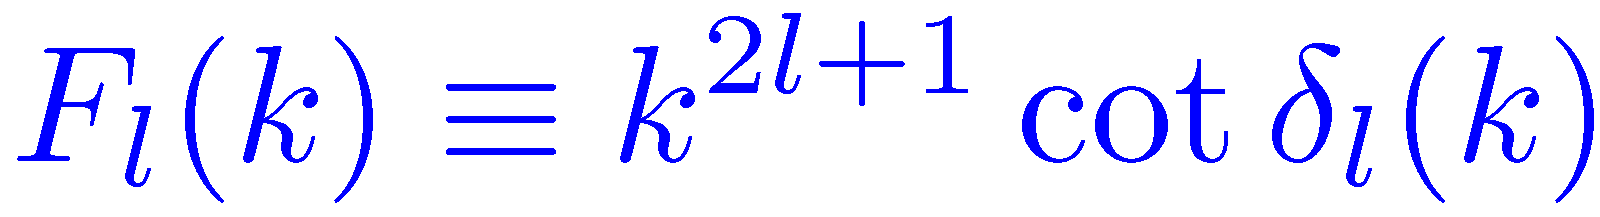 F_l(k) ≡ k^{2l+1} cot δ_l(k)